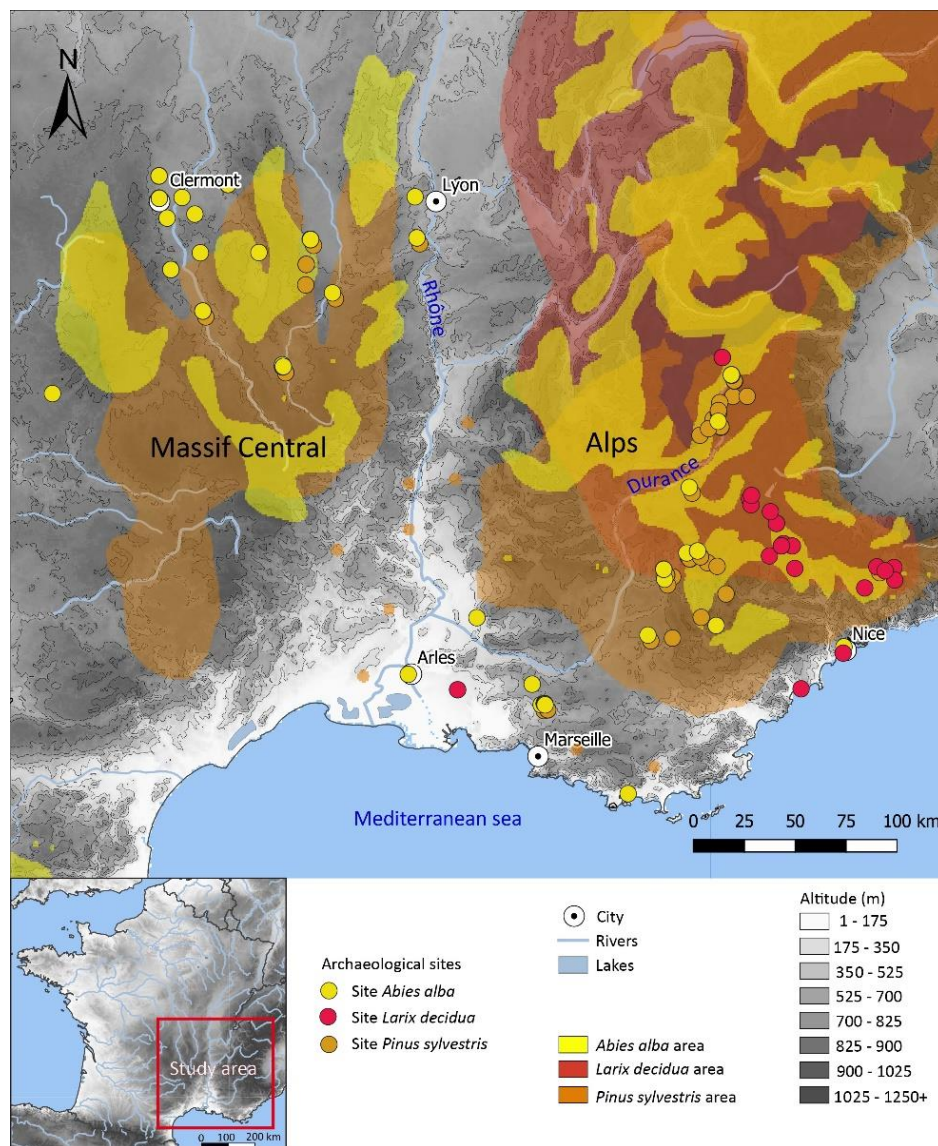 N
Clermont
Lyon
Rhône
Massif Central
Alps
Durance
Nice
Arles
Marseille
Mediterranean sea
0 25 50 75 100 km
Study area
0 100 200 km
Archaeological sites
Site Abies alba
Site Larix decidua
Site Pinus sylvestris
City
Rivers
Lakes
Abies alba area
Larix decidua area
Pinus sylvestris area
Altitude (m)
1 - 175
175 - 350
350 - 525
525 - 700
700 - 825
825 - 900
900 - 1025
1025 - 1250+